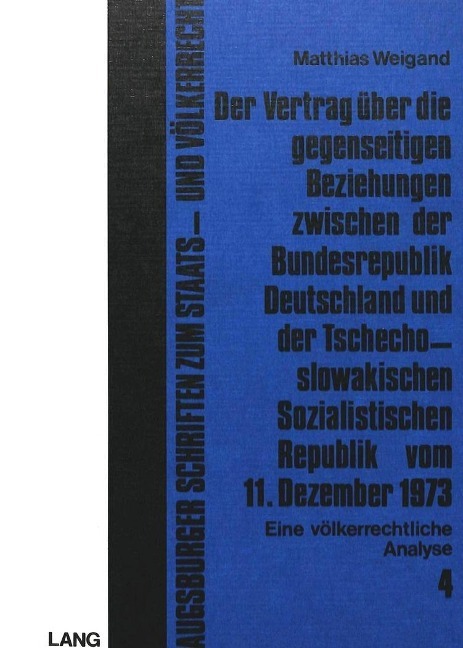 Matthias Weigand
Der Vertrag über die
gegenseitigen
Beziehungen
zwischen der
Bundesrepublik
Deutschland und
der Tschecho—
slowakischen
Sozialistischen
Republik vom
11. Dezember 1973
Eine völkerrechtliche
Analyse
4
AUGSBURGER SCHRIFTEN ZUM STAATS— UND VÖLKERRECHT
LANG